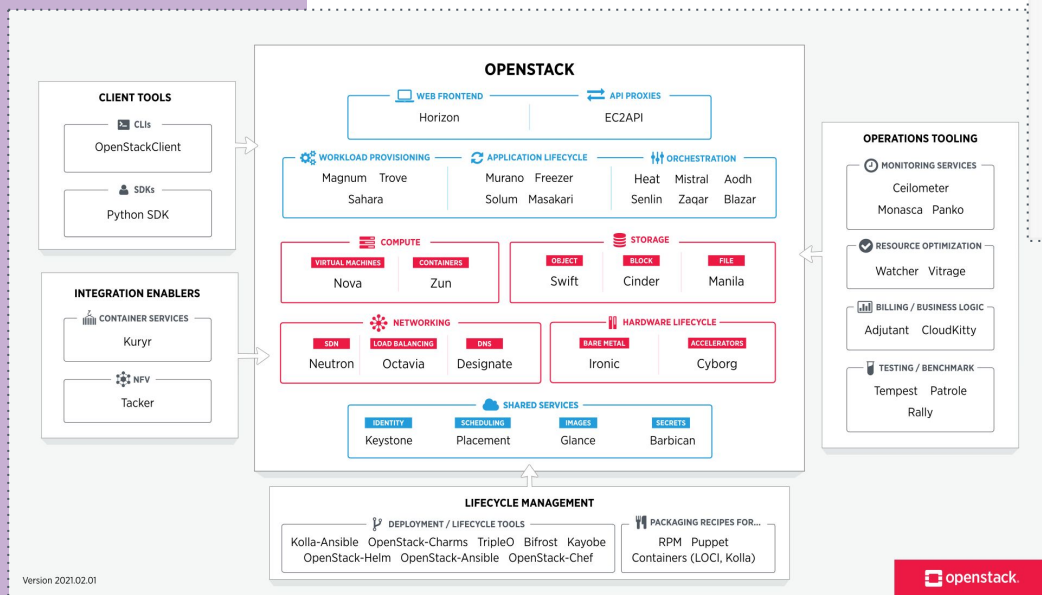 OPENSTACK
WEB FRONTEND
Horizon
API PROXIES
EC2API
WORKLOAD PROVISIONING
Magnum Trove
Sahara
APPLICATION LIFECYCLE
Murano Freezer
Solum Masakari
ORCHESTRATION
Heat Mistral Aodh
Senlin Zaqar Blazar
COMPUTE
VIRTUAL MACHINES
Nova
CONTAINERS
Zun
STORAGE
OBJECT
Swift
BLOCK
Cinder
FILE
Manila
NETWORKING
SDN
Neutron
LOAD BALANCING
Octavia
DNS
Designate
HARDWARE LIFECYCLE
BARE METAL
Ironic
ACCELERATORS
Cyborg
SHARED SERVICES
IDENTITY
Keystone
SCHEDULING
Placement
IMAGES
Glance
SECRETS
Barbican
CLIENT TOOLS
CLIs
OpenStackClient
SDKs
Python SDK
INTEGRATION ENABLERS
CONTAINER SERVICES
Kuryr
NFV
Tacker
OPERATIONS TOOLING
MONITORING SERVICES
Ceilometer
Monasca Panko
RESOURCE OPTIMIZATION
Watcher Vitrage
BILLING / BUSINESS LOGIC
Adjutant CloudKitty
TESTING / BENCHMARK
Tempest Patrole
Rally
LIFECYCLE MANAGEMENT
DEPLOYMENT / LIFECYCLE TOOLS
Kolla-Ansible OpenStack-Charms TripleO Bifrost Kayobe
OpenStack-Helm OpenStack-Ansible OpenStack-Chef
PACKAGING RECIPES FOR...
RPM Puppet
Containers (LOCI, Kolla)
Version 2021.02.01
openstack.